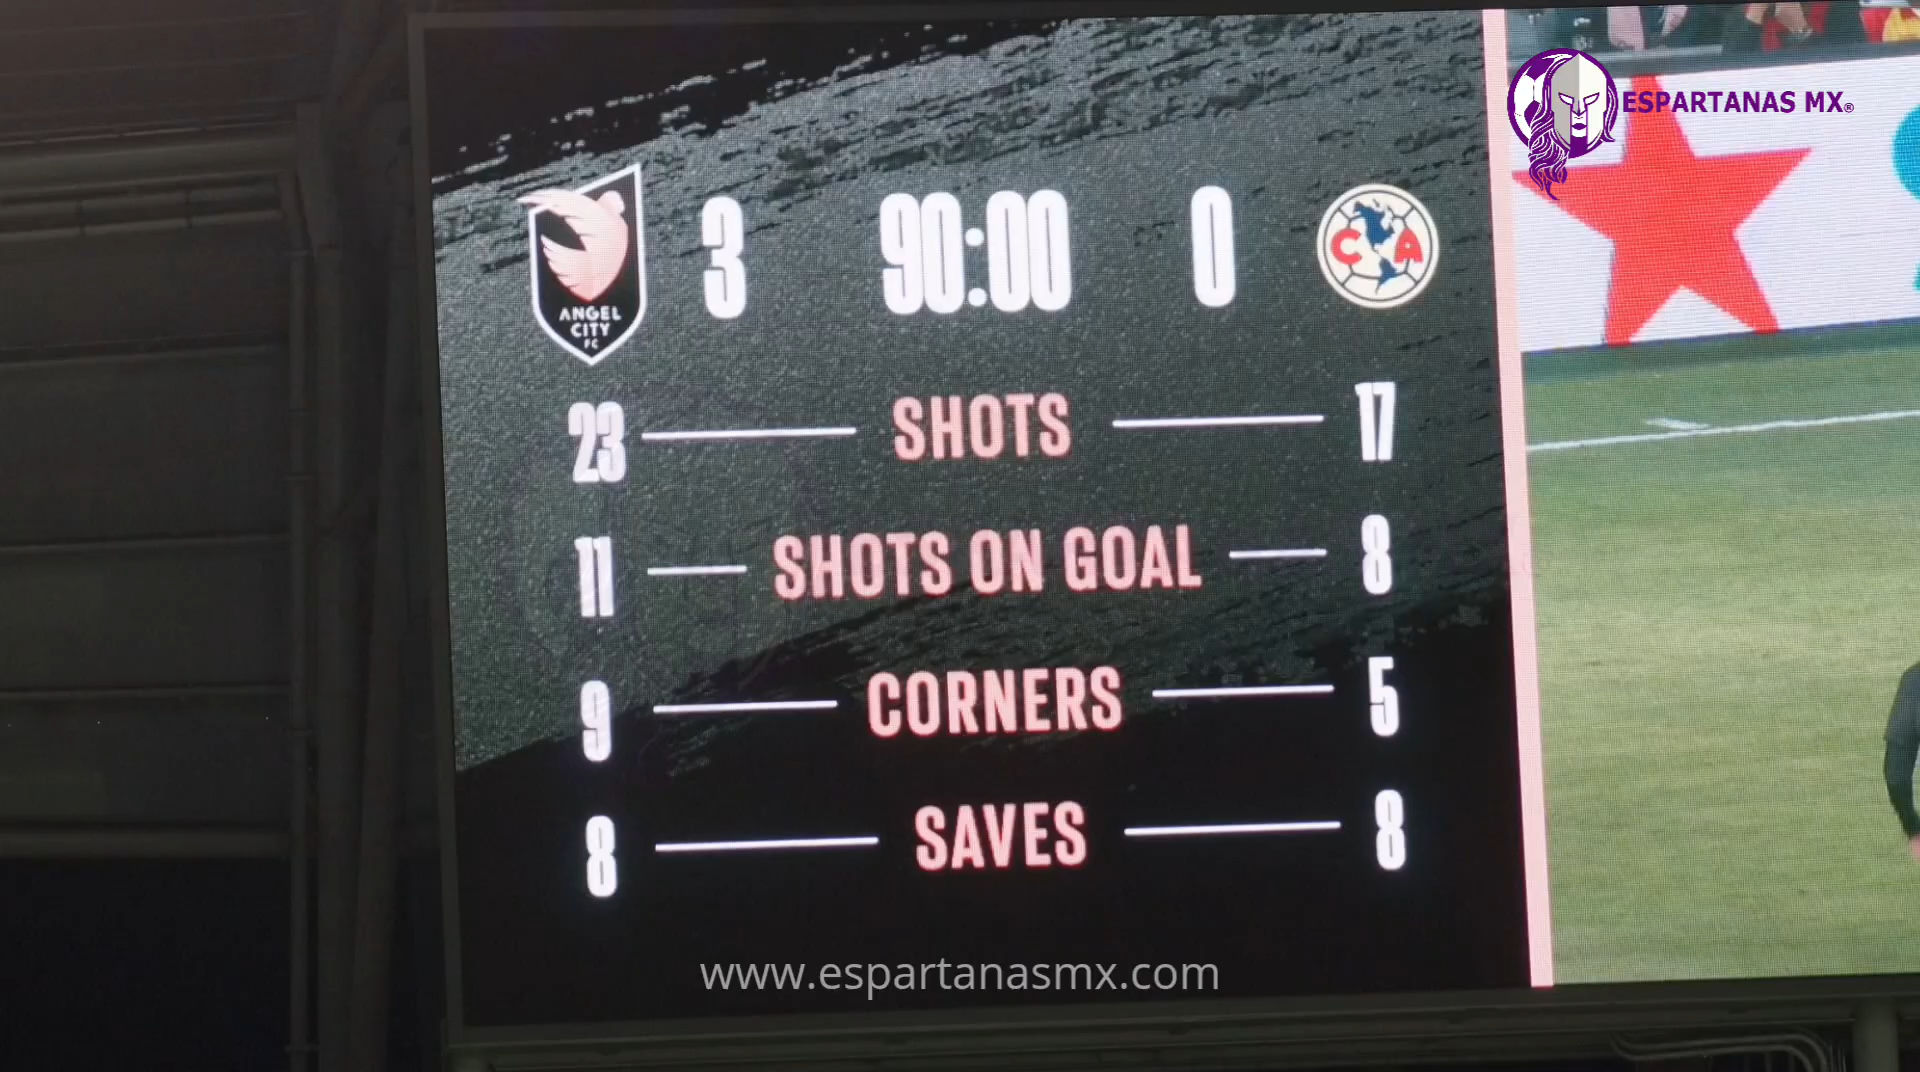 ESPARTANAS MX®
3 90:00 0
ANGEL
CITY
FC
C A
23 SHOTS 17
11 SHOTS ON GOAL 8
9 CORNERS 5
8 SAVES 8
www.espartanasmx.com